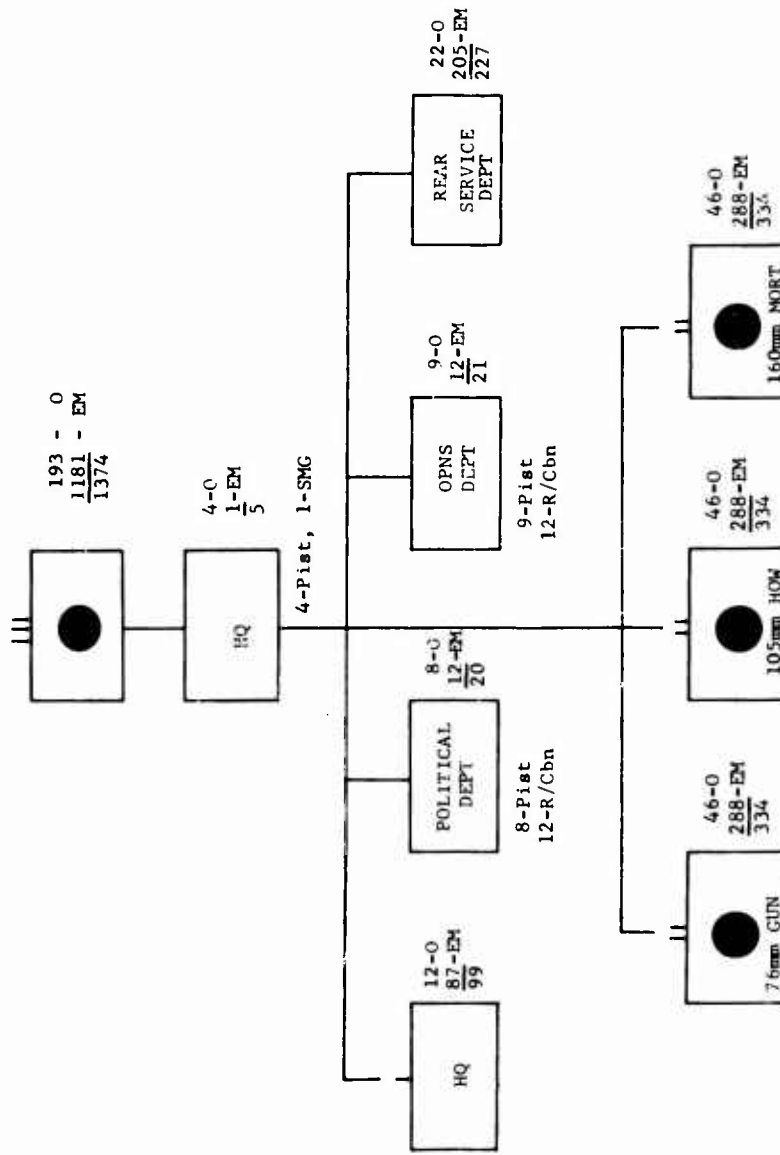 193 - O
1181 - EM
1374
4-O
1-EM
5
HQ
4-Pist, 1-SMG
12-O
87-EM
99
HQ
8-O
12-EM
20
POLITICAL
DEPT
8-Pist
12-R/Cbn
9-O
12-EM
21
OPNS
DEPT
9-Pist
12-R/Cbn
22-O
205-EM
227
REAR
SERVICE
DEPT
46-O
288-EM
334
76mm GUN
46-O
288-EM
334
105mm HOW
46-O
288-EM
334
160mm MORT